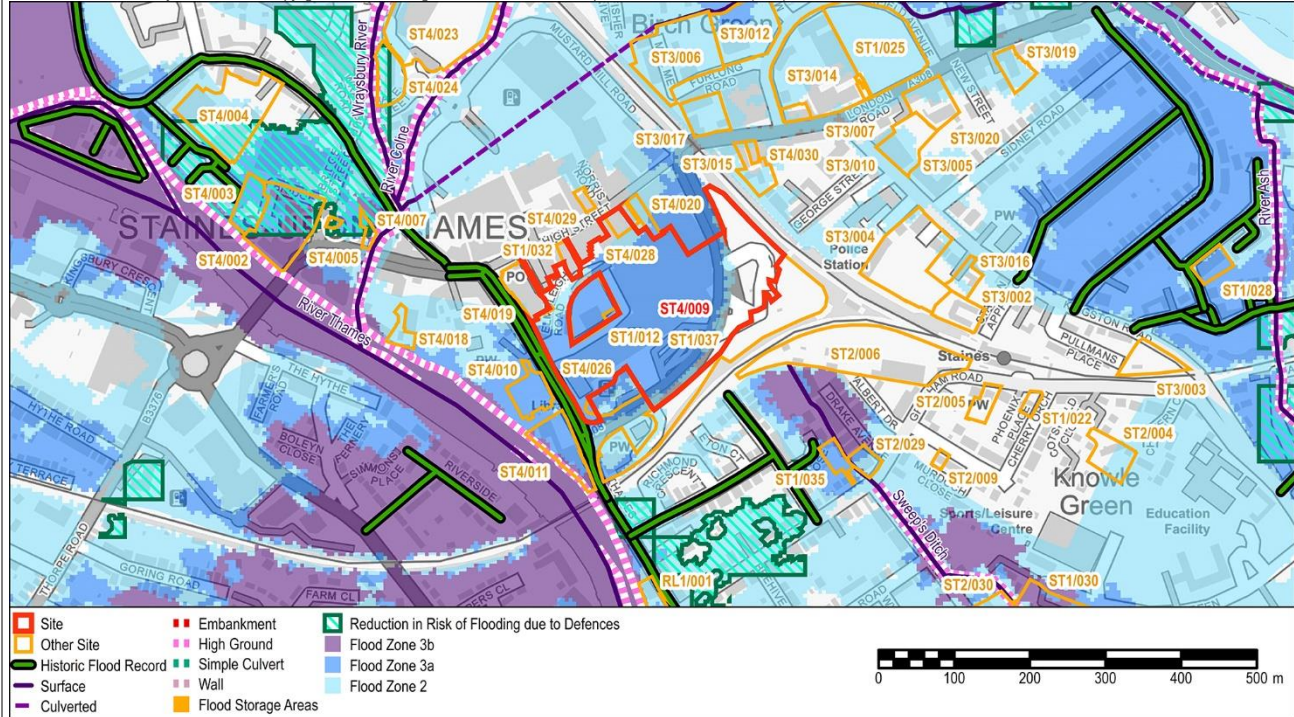 Birch Green
ST4/023
ST3/012
ST1/025
ST3/019
ST3/006
MUSTARD MILL ROAD
FURLONG ROAD
ST3/014
LONDON ROAD
A308
NEW STREET
Wraysbury River
ST4/024
ST4/004
ST3/017
ST3/007
ST3/020
SIDNEY ROAD
River Colne
ST3/015
ST4/030
ST3/010
ST3/005
GEORGE STREET
River Ash
ST4/003
ST4/007
ST4/029
ST4/020
PW
STAINES
THAMES
HIGH STREET
ST3/004
Police
Station
ST4/002
ST4/005
ST1/032
ST4/028
ST3/016
PO
ST1/028
ST4/009
ST3/002
River Thames
ST4/019
ST4/018
ST1/012
ST1/037
PULLMANS
PLACE
ST2/006
Staines
B3376
THE HYTHE
ST4/010
ST4/026
ALBERT DR
ST3/003
ST2/005
PW
HYTHE ROAD
BOLEYN
CLOSE
PHOENIX
PLACE
ST1/022
ST2/004
RIVERSIDE
ST4/011
PW
RICHMOND
CRESCENT
ETON CT
DRAKE AVE
ST2/029
ST1/035
ST2/009
Knowle
Green
Sweep's Ditch
Sports/Leisure
Centre
Education
Facility
THORPE ROAD
GORING ROAD
FARM CL
RL1/001
ST2/030
ST1/030
Site
Other Site
Historic Flood Record
Surface
Culverted
Embankment
High Ground
Simple Culvert
Wall
Flood Storage Areas
Reduction in Risk of Flooding due to Defences
Flood Zone 3b
Flood Zone 3a
Flood Zone 2
0 100 200 300 400 500 m